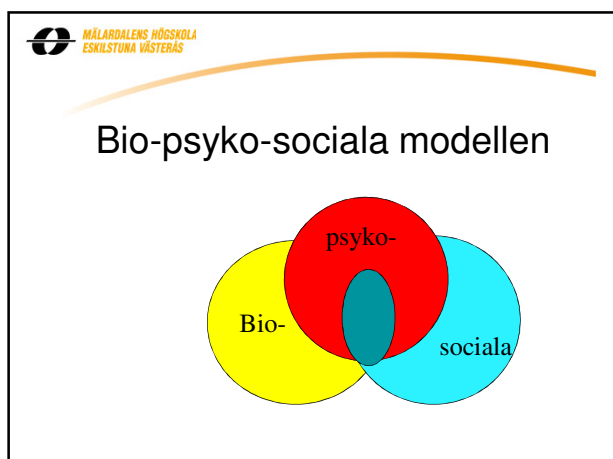 MÄLARDALENS HÖGSKOLA
ESKILSTUNA VÄSTERÅS
Bio-psyko-sociala modellen
psyko-
Bio-
sociala